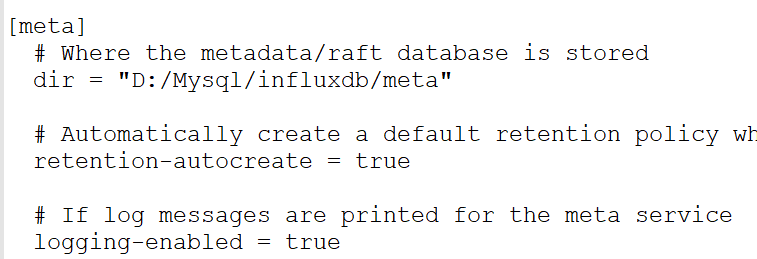 [meta]
# Where the metadata/raft database is stored
dir = "D:/Mysql/influxdb/meta"
# Automatically create a default retention policy
retention-autocreate = true
# If log messages are printed for the meta service
logging-enabled = true